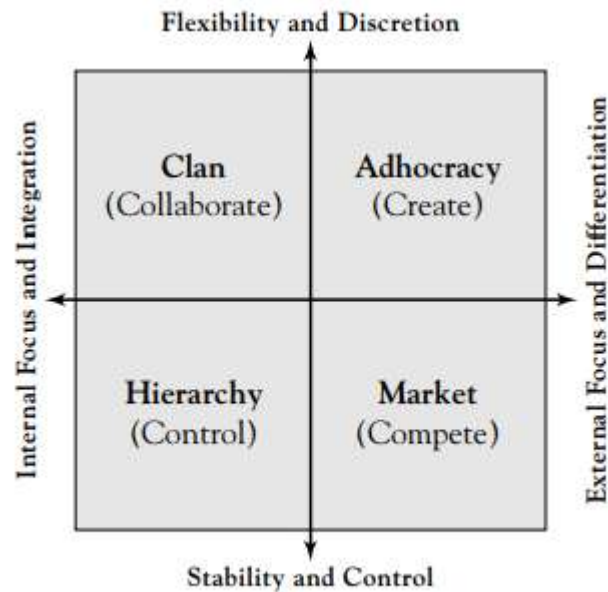 Flexibility and Discretion
Internal Focus and Integration
Clan
(Collaborate)
Adhocracy
(Create)
External Focus and Differentiation
Hierarchy
(Control)
Market
(Compete)
Stability and Control